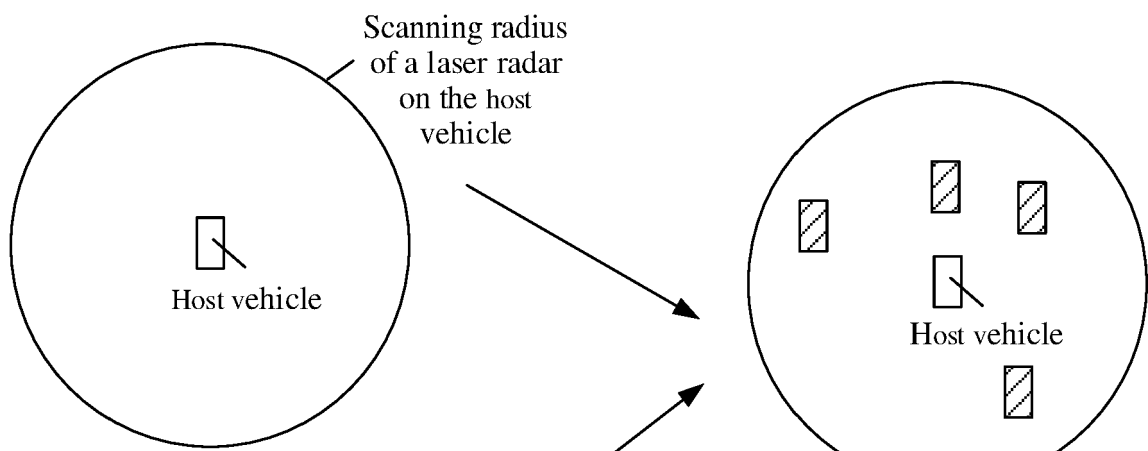 Scanning radius
of a laser radar
on the host
vehicle
Host vehicle
Host vehicle